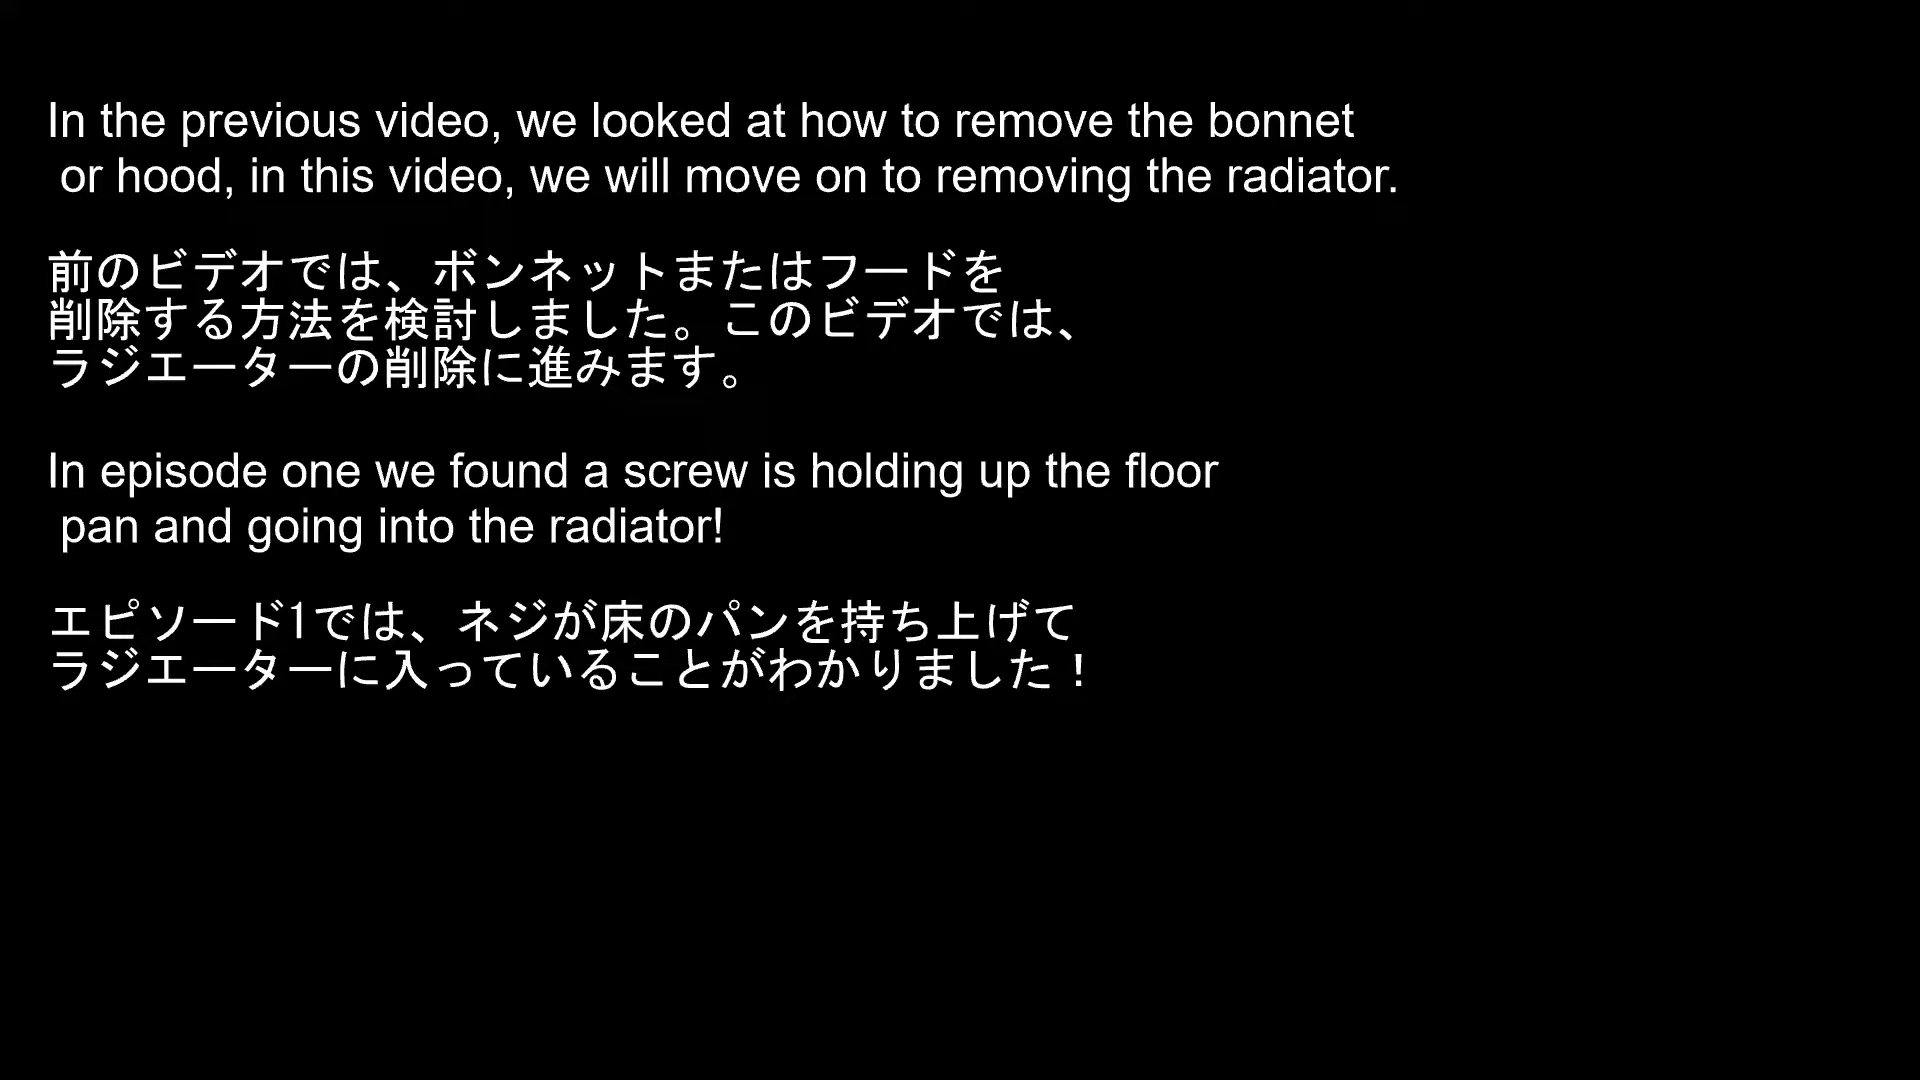 In the previous video, we looked at how to remove the bonnet
or hood, in this video, we will move on to removing the radiator.
前のビデオでは、ボンネットまたはフードを
削除する方法を検討しました。このビデオでは、
ラジエーターの削除に進みます。
In episode one we found a screw is holding up the floor
pan and going into the radiator!
エピソード1では、ネジが床のパンを持ち上げて
ラジエーターに入っていることがわかりました！